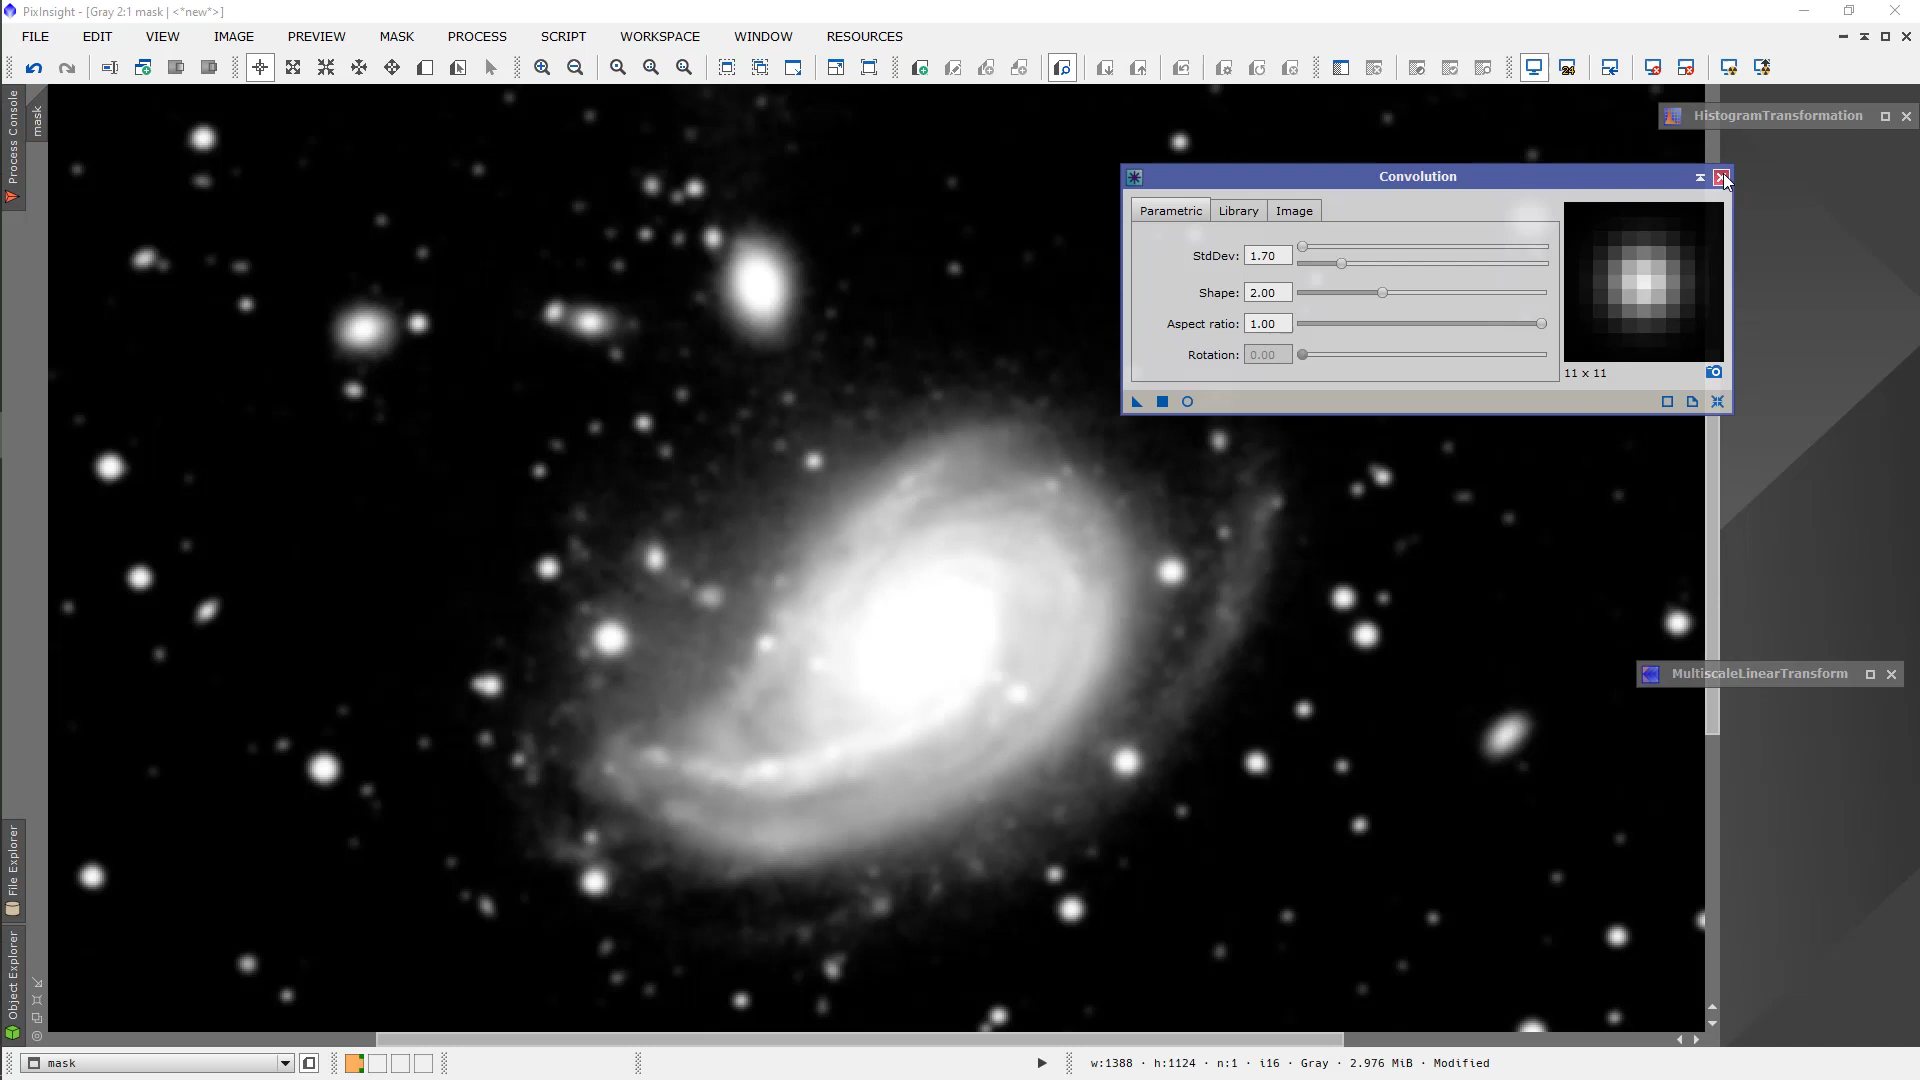 PixInsight - [Gray 2:1 mask | <*new*>]
FILE EDIT VIEW IMAGE PREVIEW MASK PROCESS SCRIPT WORKSPACE WINDOW RESOURCES
24
Process Console
mask
HistogramTransformation
Convolution
Parametric Library Image
StdDev: 1.70
Shape: 2.00
Aspect ratio: 1.00
Rotation: 0.00
11 x 11
MultiscaleLinearTransform
File Explorer
Object Explorer
mask
w:1388 · h:1124 · n:1 · i16 · Gray · 2.976 MiB · Modified